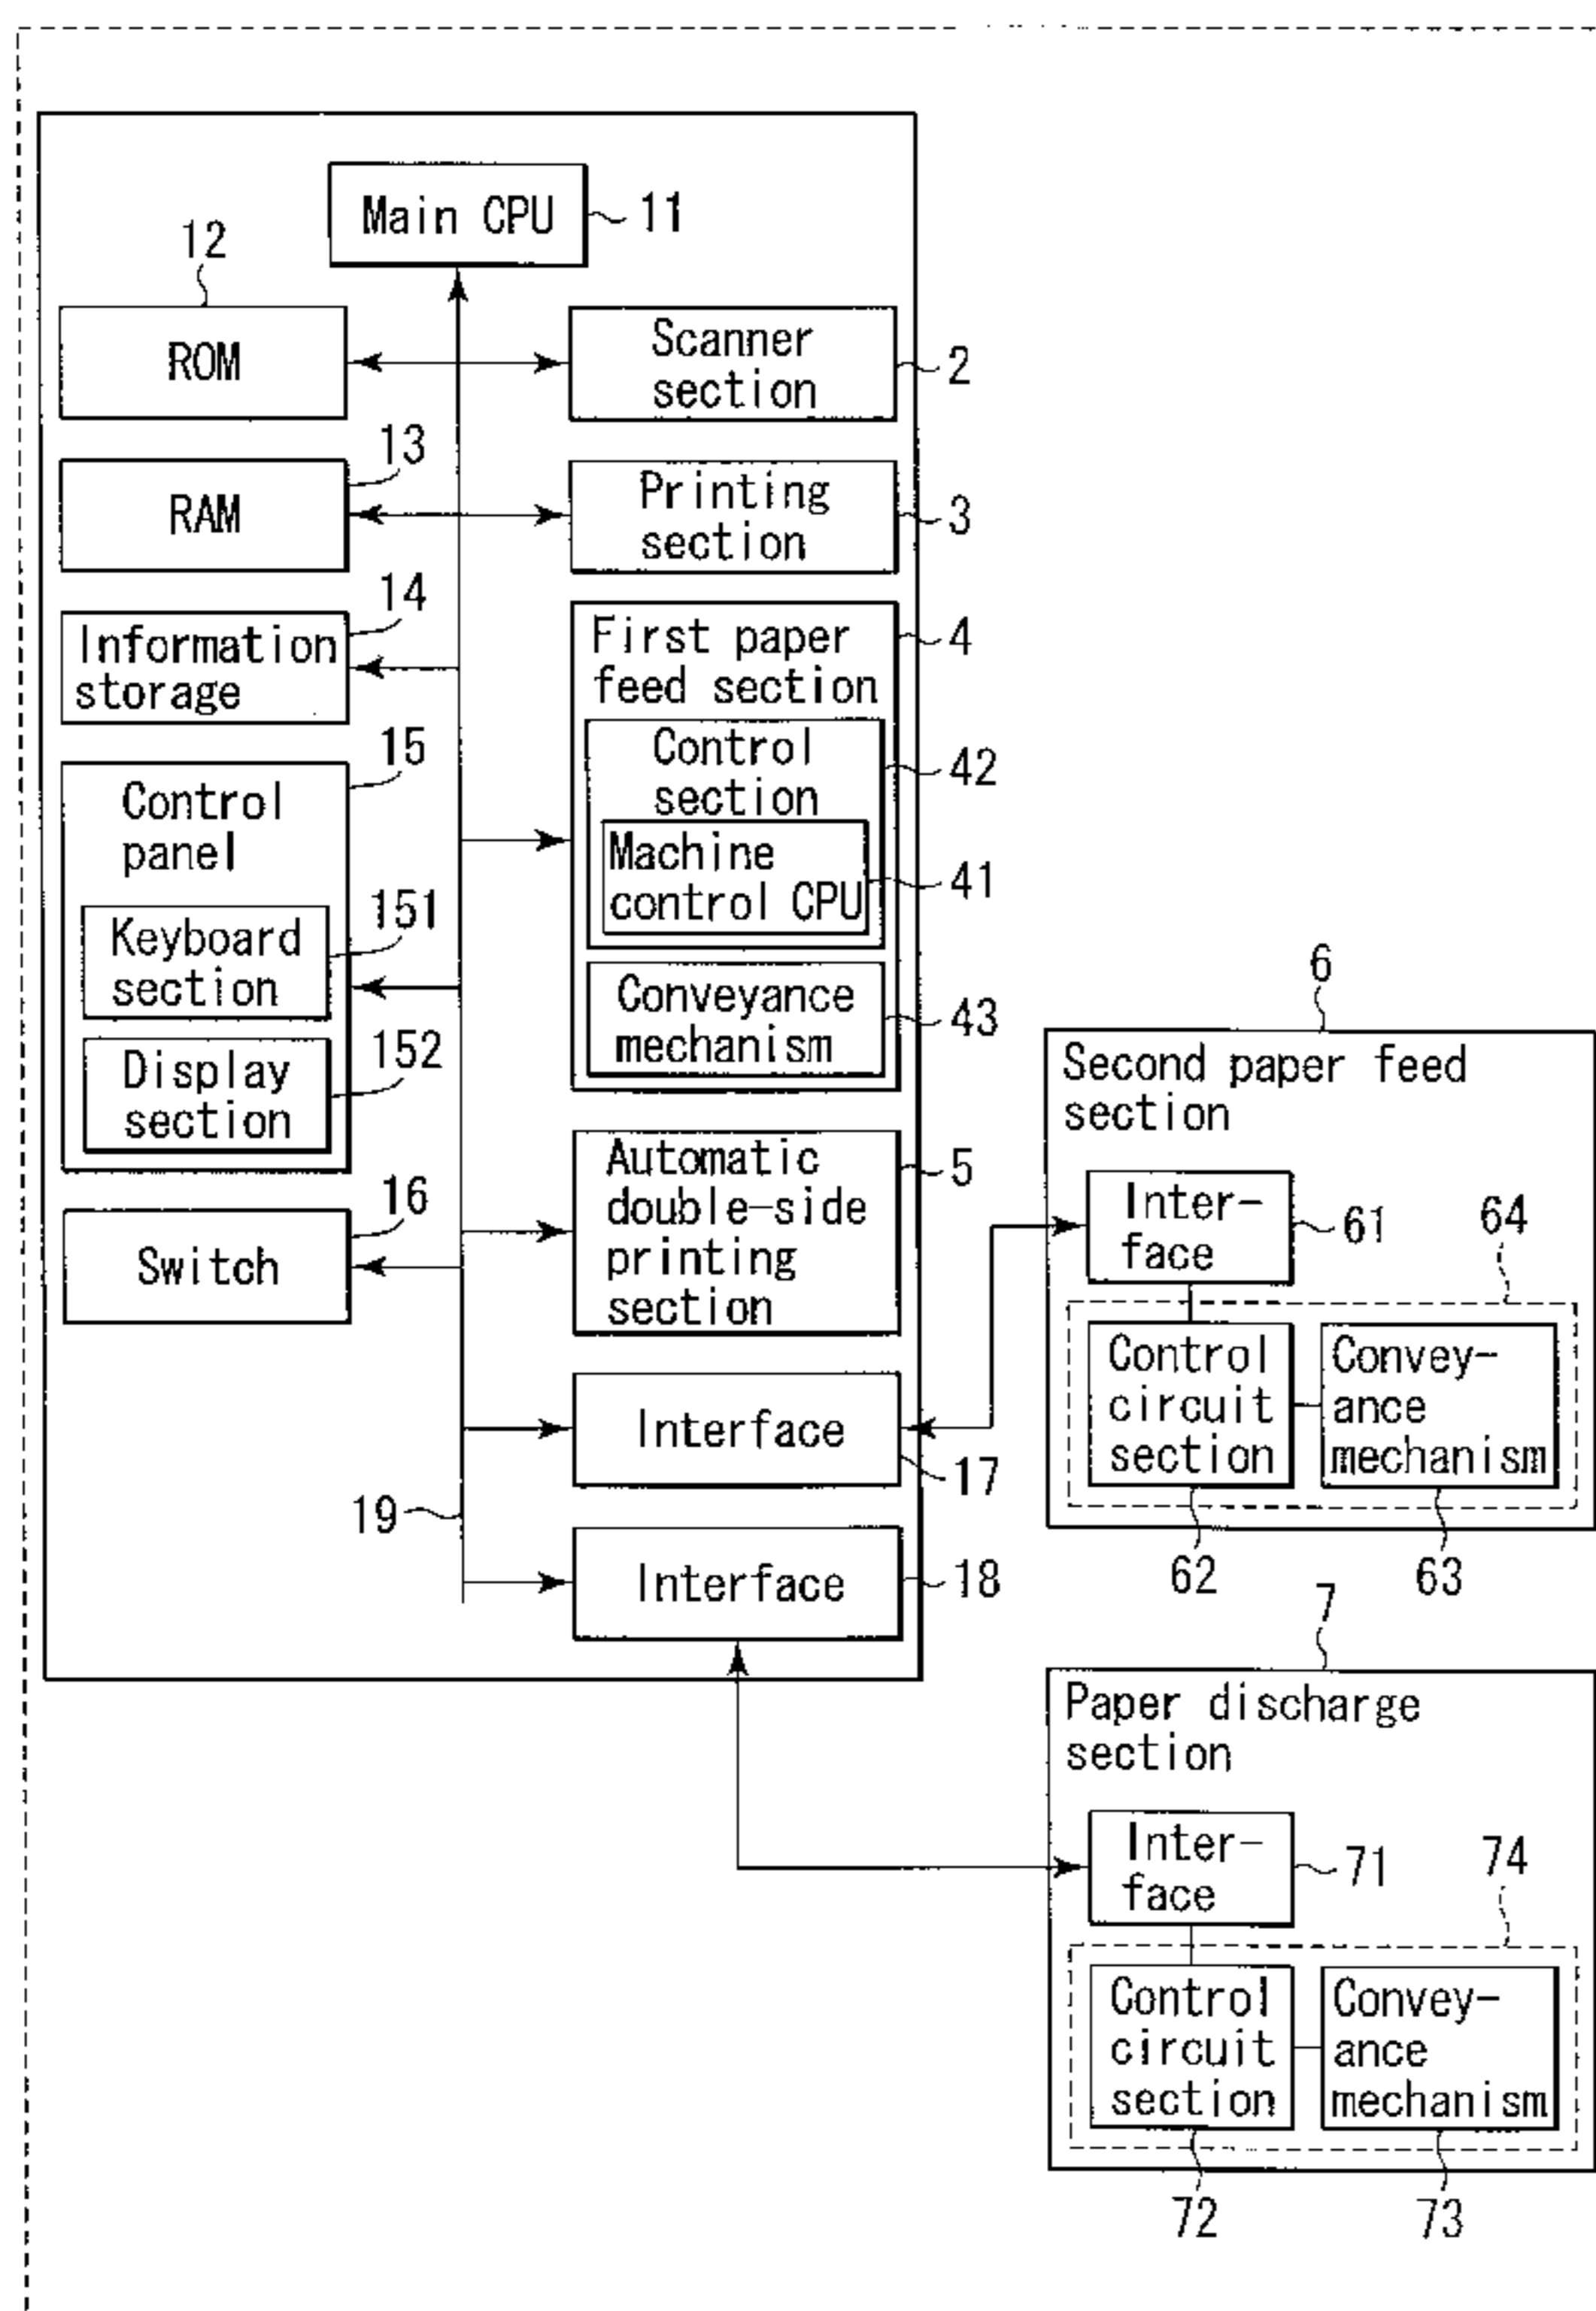 Main CPU
11
12
ROM
Scanner
section
2
13
RAM
Printing
section
3
14
Information
storage
First paper
feed section
4
15
Control
panel
Control
section
42
Machine
control CPU
41
151
Keyboard
section
Conveyance
mechanism
43
152
Display
section
Automatic
double-side
printing
section
5
16
Switch
Interface
17
19
Interface
18
6
Second paper feed
section
Inter-
face
61
64
Control
circuit
section
Convey-
ance
mechanism
62
63
7
Paper discharge
section
Inter-
face
71
74
Control
circuit
section
Convey-
ance
mechanism
72
73